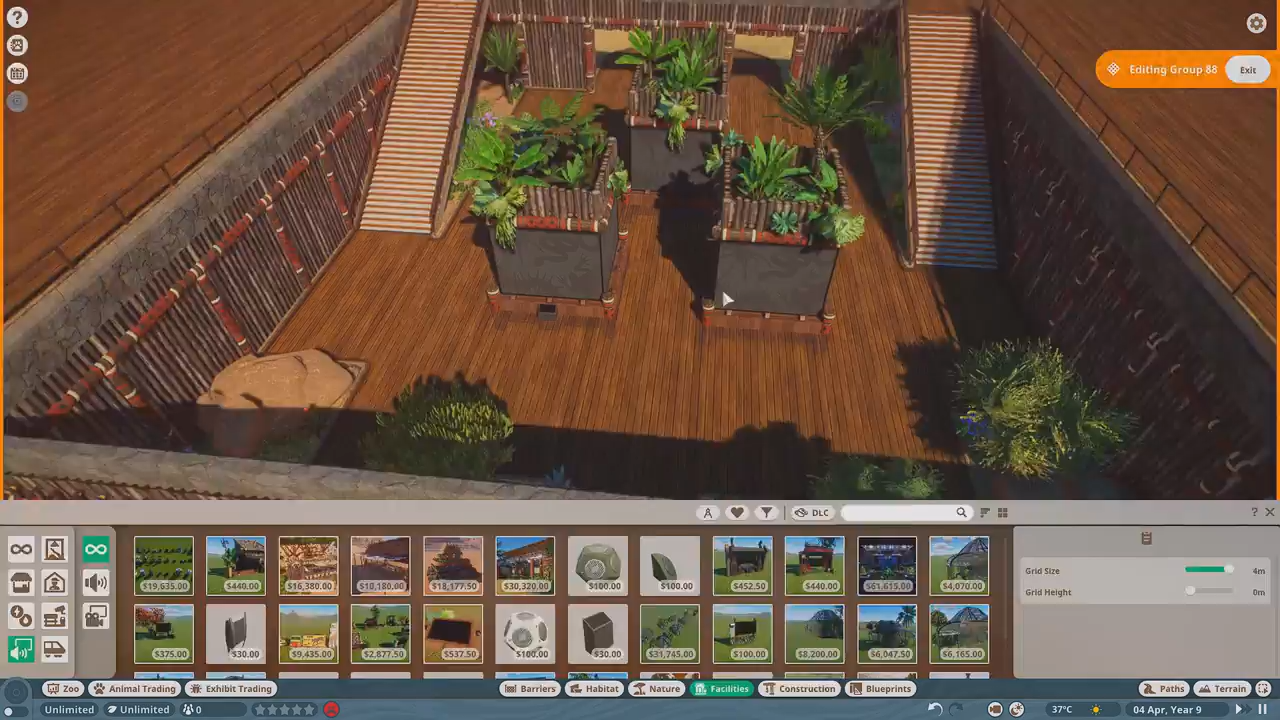 Editing Group 88
Exit
DLC
$19,635.00
$440.00
$16,380.00
$10,180.00
$18,177.50
$30,320.00
$100.00
$100.00
$452.50
$440.00
$61,615.00
$4,070.00
$375.00
$30.00
$9,435.00
$2,877.50
$537.50
$100.00
$30.00
$31,745.00
$100.00
$8,200.00
$6,047.50
$6,165.00
Grid Size
4m
Grid Height
0m
Zoo
Animal Trading
Exhibit Trading
Barriers
Habitat
Nature
Facilities
Construction
Blueprints
Paths
Terrain
Unlimited
Unlimited
0
37°C
04 Apr, Year 9